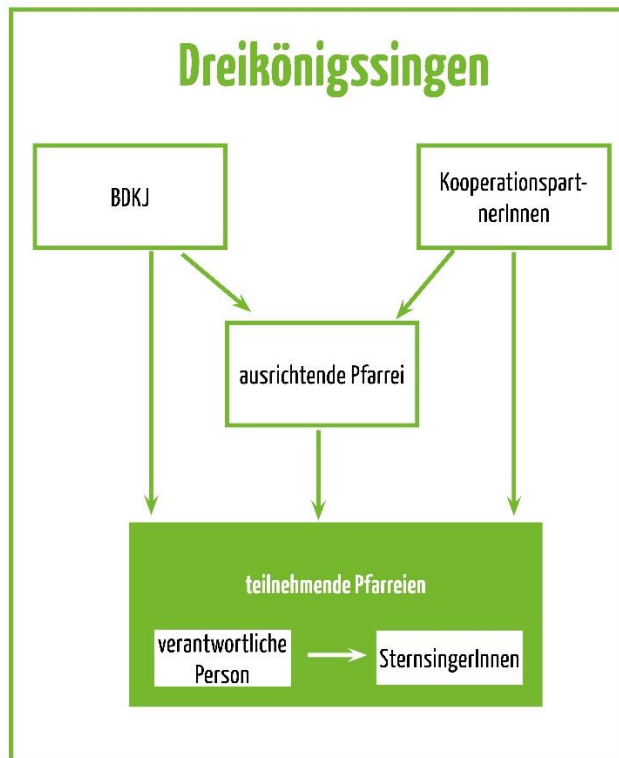 Dreikönigssingen
BDKJ
Kooperationspart-
nerInnen
ausrichtende Pfarrei
teilnehmende Pfarreien
verantwortliche
Person
SternsingerInnen